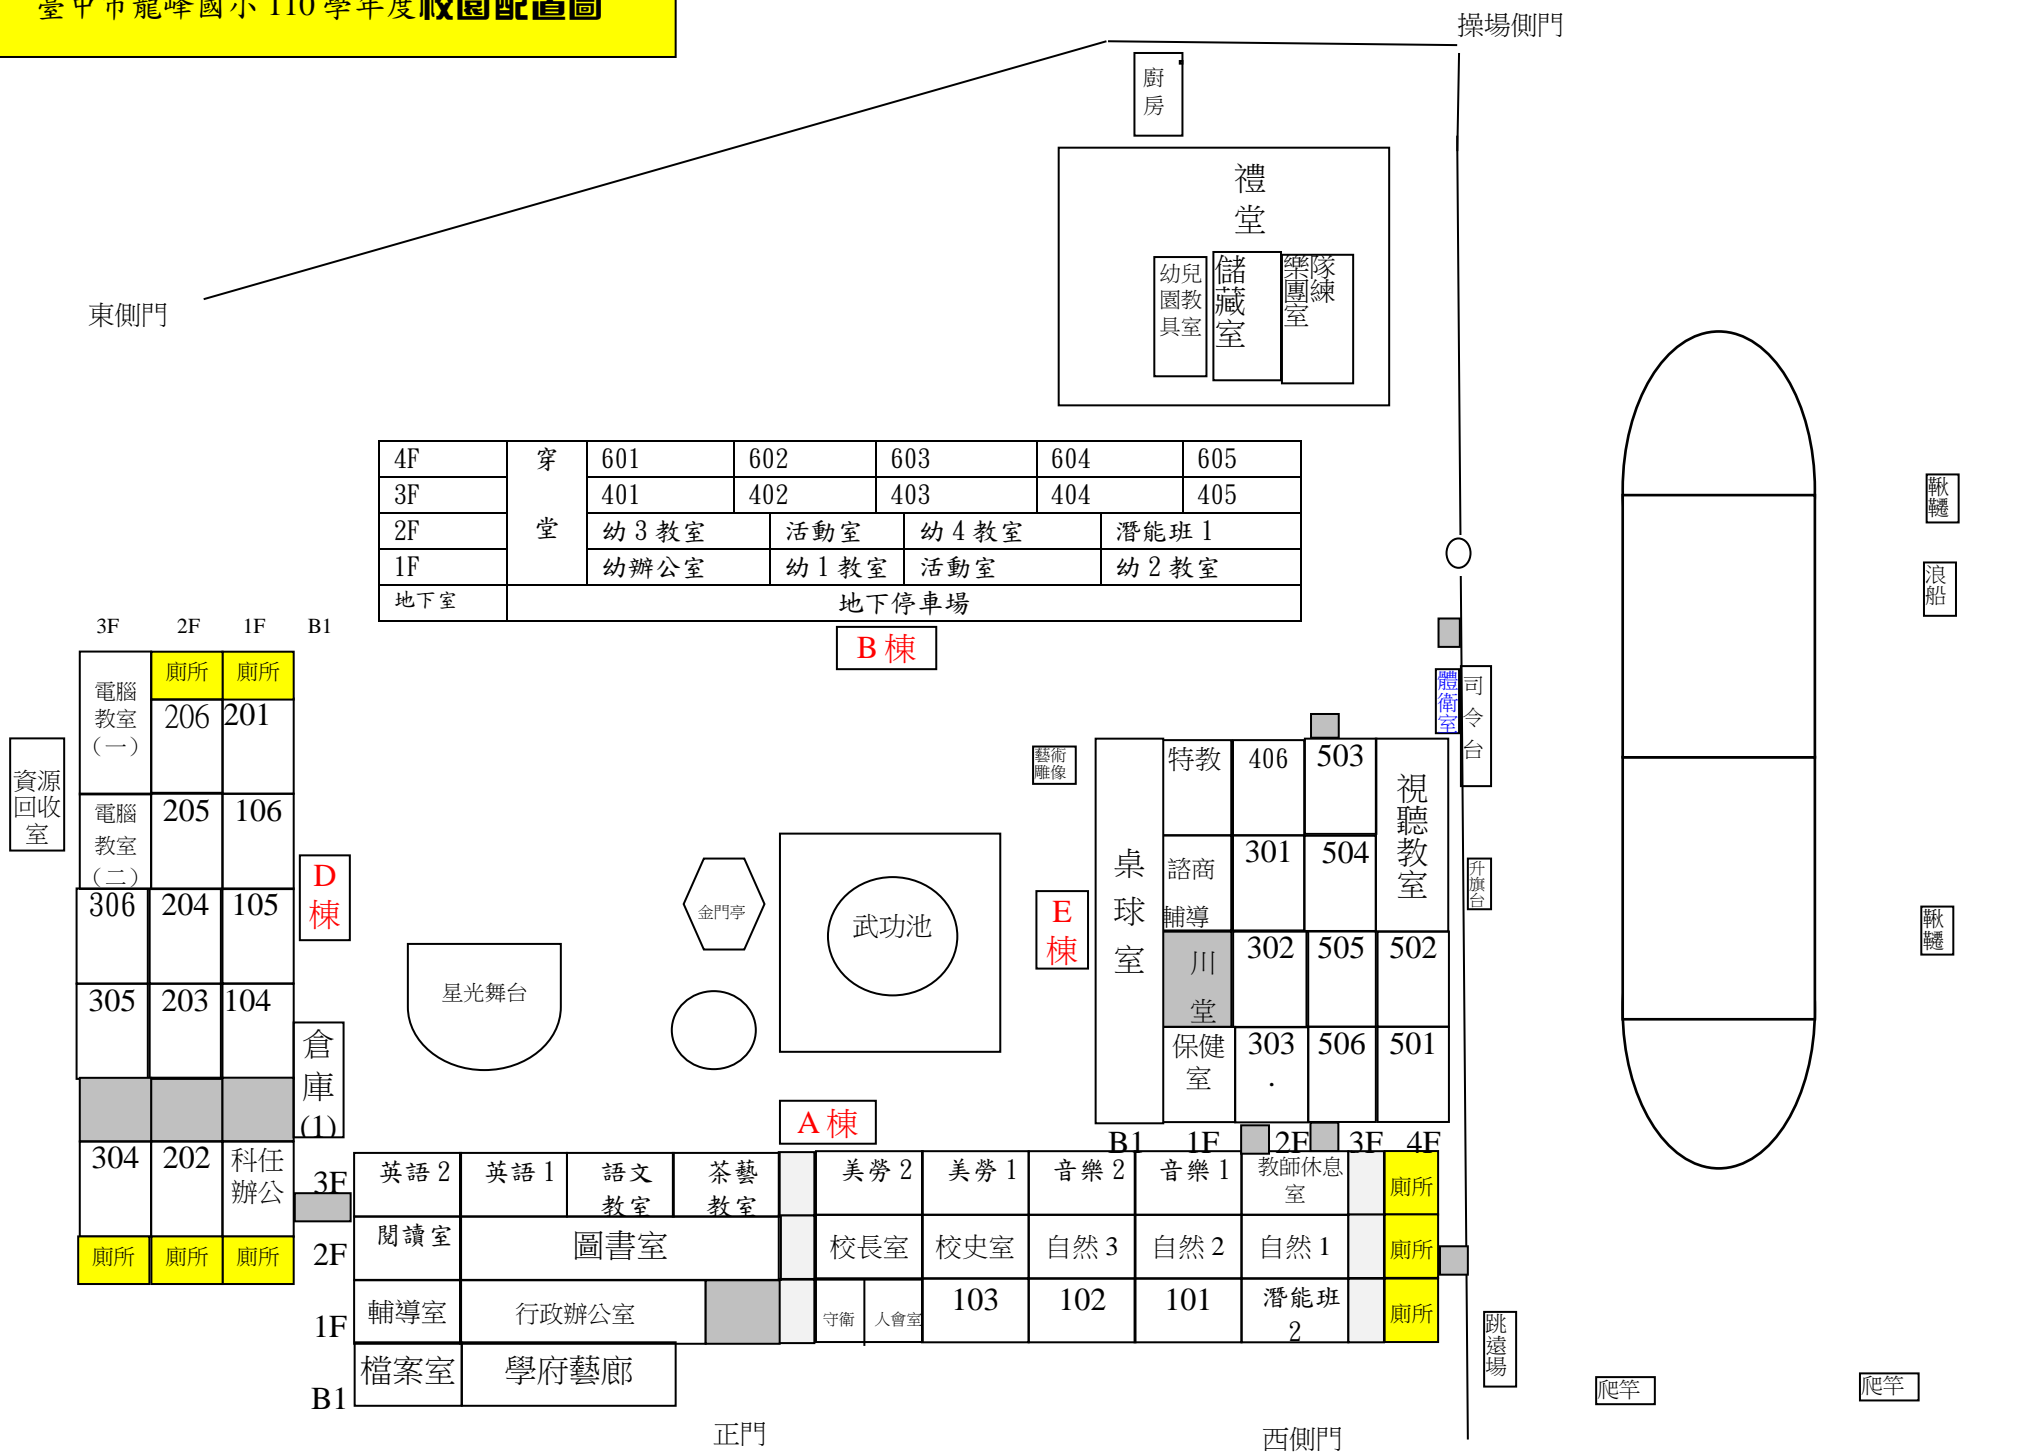 臺中市龍峰國小 110 學年度校園配置圖
操場側門
廚
房
禮
堂
幼兒
園教
具室
儲
藏
室
樂隊
團練
室
東側門
4F 穿 601 602 603 604 605
3F 401 402 403 404 405
2F 堂 幼 3 教室 活動室 幼 4 教室 潛能班 1
1F 幼辦公室 幼 1 教室 活動室 幼 2 教室
地下室 地下停車場
B 棟
鞦
韆
浪
船
3F 2F 1F B1
電腦
教室
(一)
廁所 廁所
206 201
資源
回收
室
電腦
教室
(二)
205 106
306 204 105
D
棟
305 203 104
倉
庫
(1)
304 202 科任
辦公
廁所 廁所 廁所
體
衛
室
司
令
台
藝術
雕像
金門亭
武功池
星光舞台
E
棟
桌
球
室
特教 406 503
視
聽
教
室
諮商
輔導
301 504
川
堂
302 505 502
保健
室
303 506 501
.
B1 1F 2F 3F 4F
升
旗
台
鞦
韆
A 棟
3F 英語 2 英語 1 語文
教室
茶藝
教室
美勞 2 美勞 1 音樂 2 音樂 1 教師休息
室
廁所
2F 閱讀室 圖書室 校長室 校史室 自然 3 自然 2 自然 1 廁所
1F 輔導室 行政辦公室 守衛 人會室 103 102 101 潛能班
2
廁所
B1 檔案室 學府藝廊
跳
遠
場
爬竿 爬竿
正門
西側門